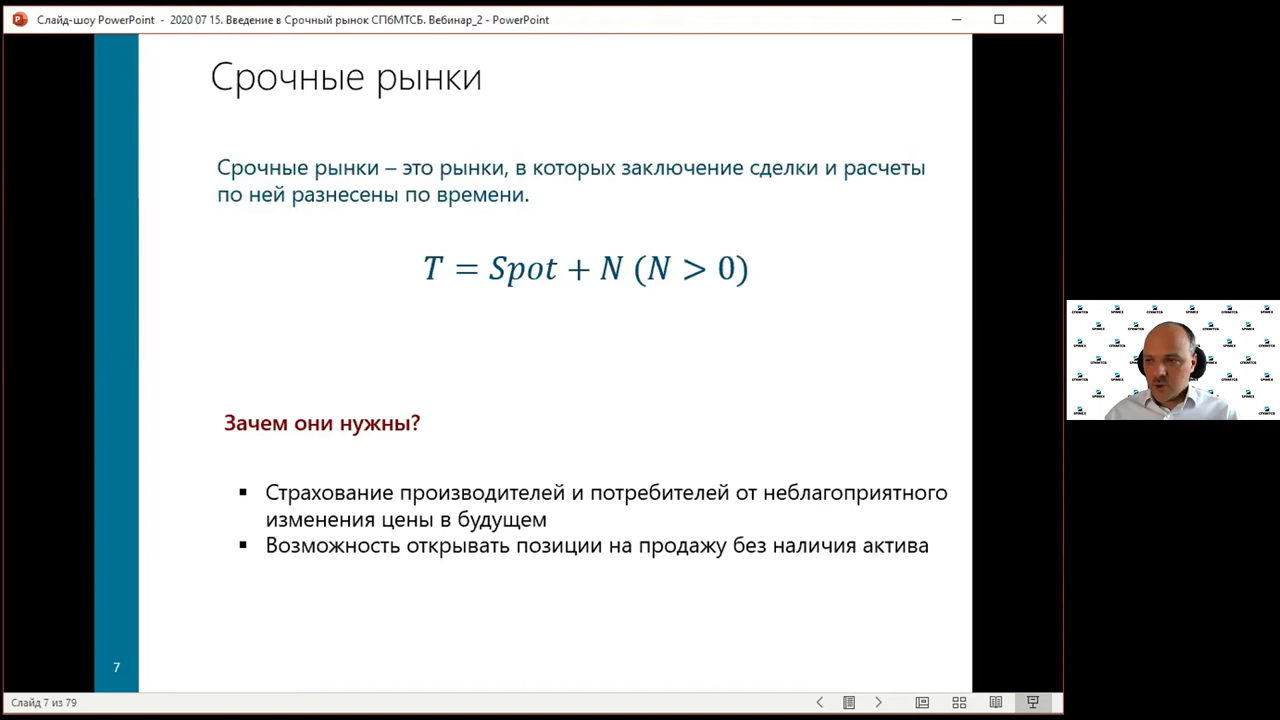 Слайд-шоу PowerPoint - 2020 07 15. Введение в Срочный рынок СПбМТСБ. Вебинар_2 - PowerPoint
Срочные рынки
Срочные рынки – это рынки, в которых заключение сделки и расчеты
по ней разнесены по времени.
T = Spot + N (N > 0)
Зачем они нужны?
▪ Страхование производителей и потребителей от неблагоприятного
изменения цены в будущем
▪ Возможность открывать позиции на продажу без наличия актива
7
Слайд 7 из 79